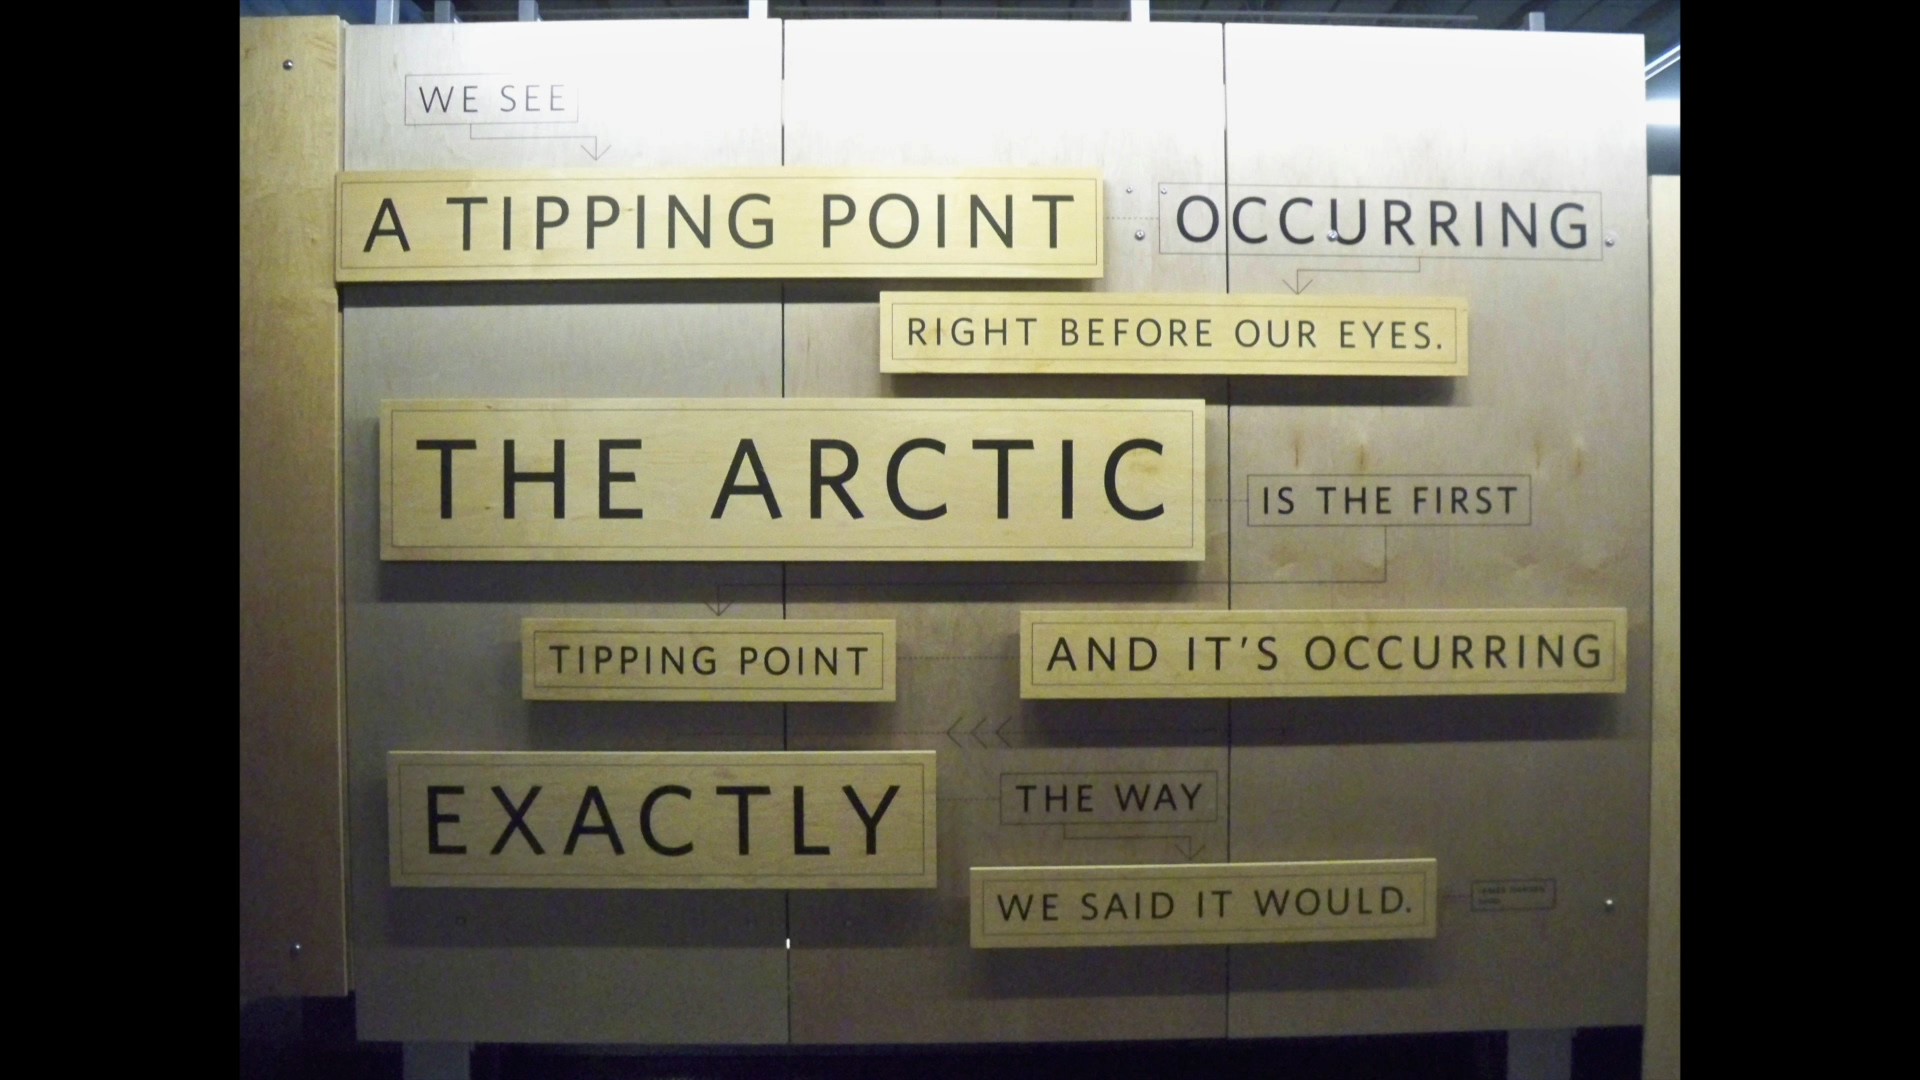 WE SEE
A TIPPING POINT OCCURRING
RIGHT BEFORE OUR EYES.
THE ARCTIC IS THE FIRST
TIPPING POINT AND IT'S OCCURRING
EXACTLY THE WAY
WE SAID IT WOULD.